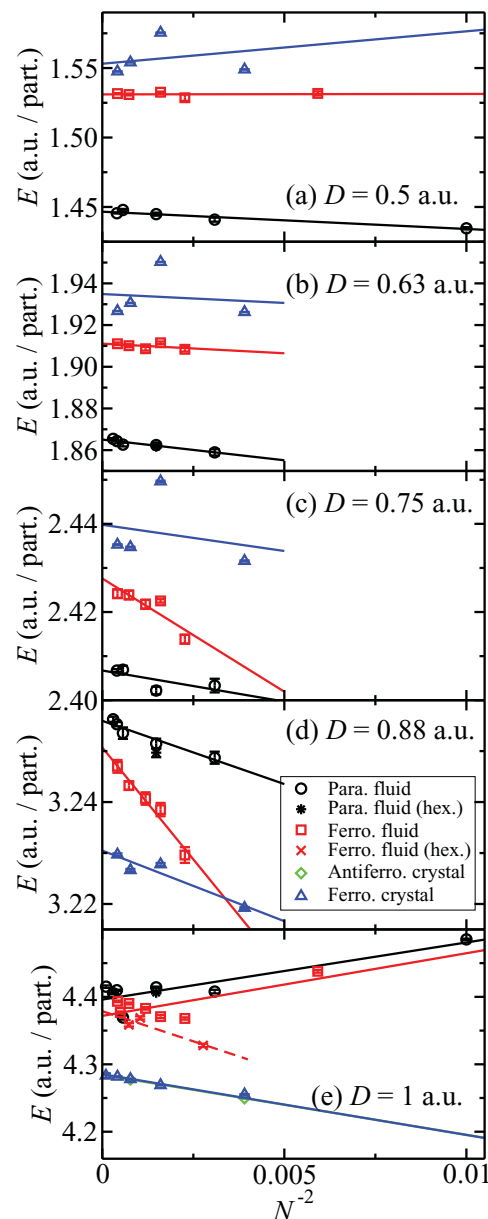 1.55
1.50
1.45
E (a.u. / part.)
(a) D = 0.5 a.u.
1.94
1.92
1.90
1.88
1.86
E (a.u. / part.)
(b) D = 0.63 a.u.
2.44
2.42
2.40
E (a.u. / part.)
(c) D = 0.75 a.u.
3.24
3.22
E (a.u. / part.)
(d) D = 0.88 a.u.
Para. fluid
Para. fluid (hex.)
Ferro. fluid
Ferro. fluid (hex.)
Antiferro. crystal
Ferro. crystal
4.4
4.3
4.2
E (a.u. / part.)
(e) D = 1 a.u.
0 0.005 0.01
N⁻²